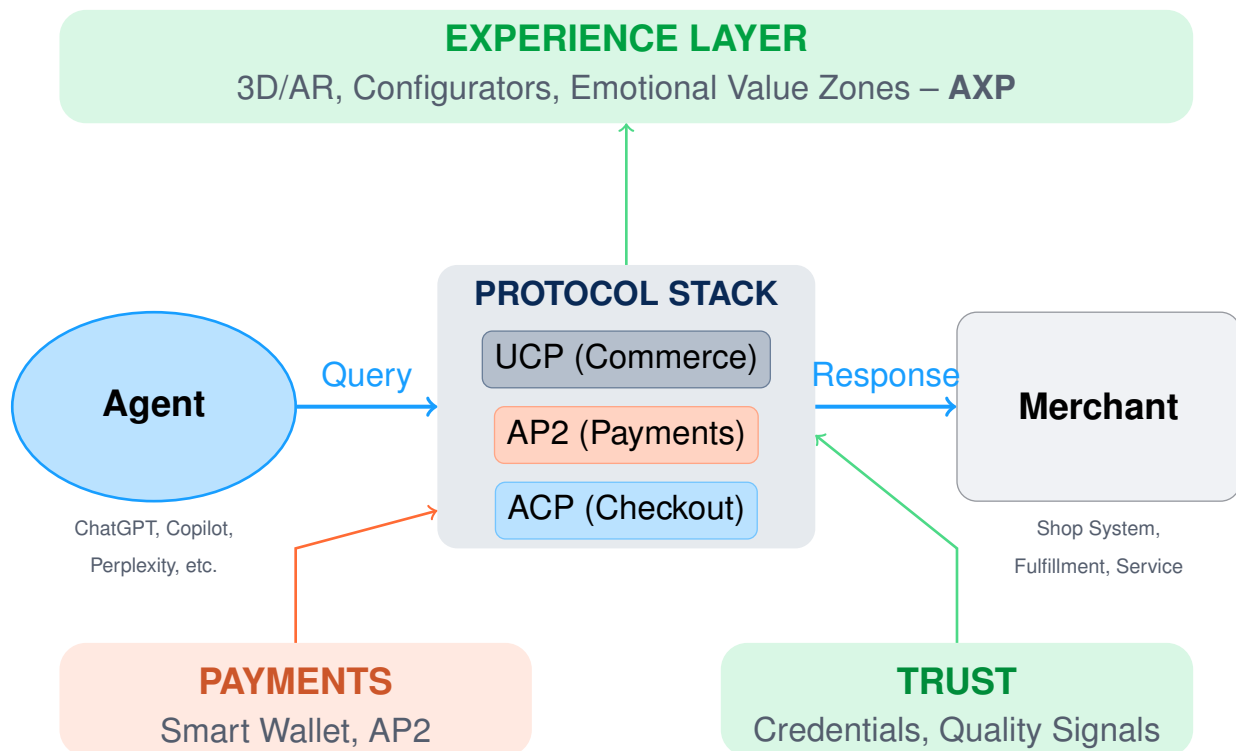 EXPERIENCE LAYER
3D/AR, Configurators, Emotional Value Zones – AXP
PROTOCOL STACK
UCP (Commerce)
AP2 (Payments)
ACP (Checkout)
Agent
Query
Response
Merchant
ChatGPT, Copilot,
Perplexity, etc.
Shop System,
Fulfillment, Service
PAYMENTS
Smart Wallet, AP2
TRUST
Credentials, Quality Signals